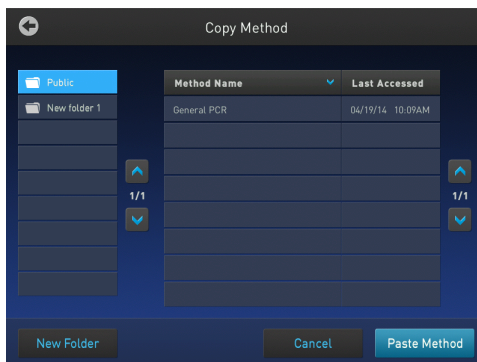 Copy Method
Public
New folder 1
1/1
Method Name Last Accessed
General PCR 04/19/14 10:09AM
1/1
New Folder Cancel Paste Method